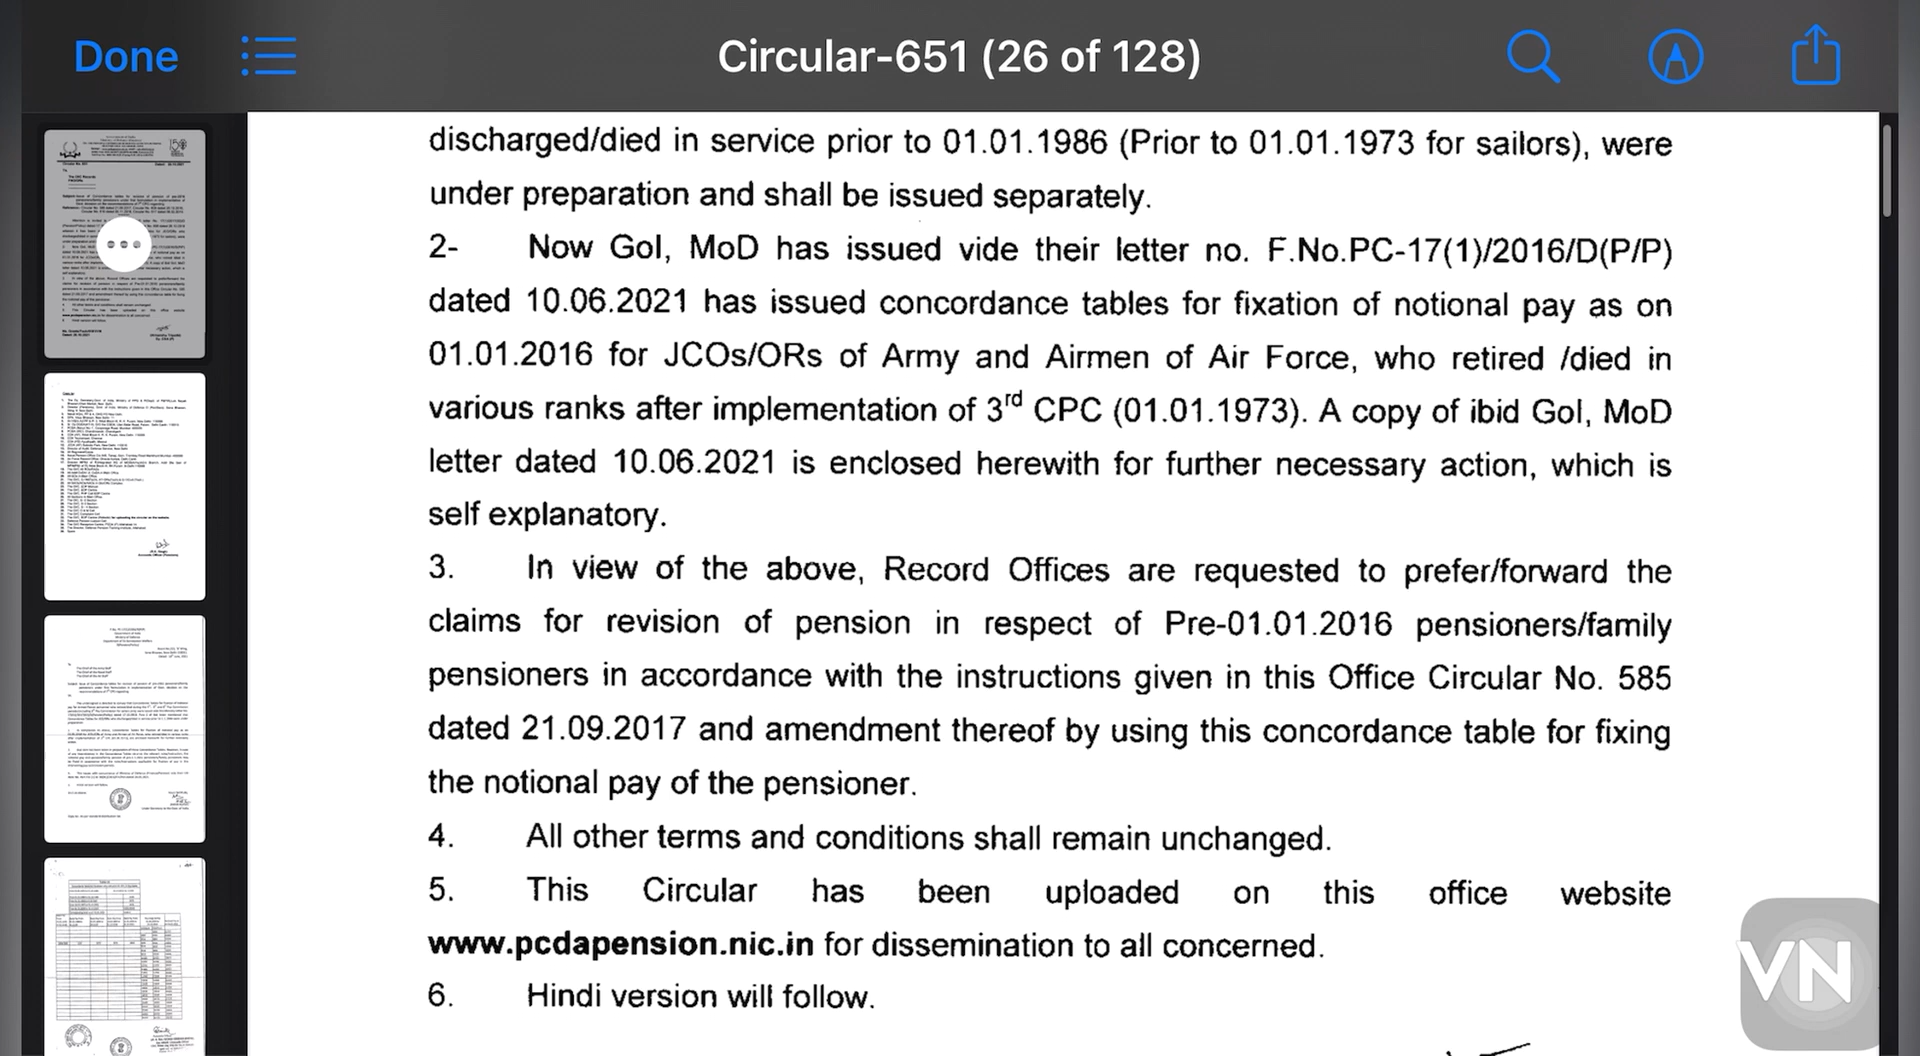 Done
Circular-651 (26 of 128)
discharged/died in service prior to 01.01.1986 (Prior to 01.01.1973 for sailors), were
under preparation and shall be issued separately.
2- Now GoI, MoD has issued vide their letter no. F.No.PC-17(1)/2016/D(P/P)
dated 10.06.2021 has issued concordance tables for fixation of notional pay as on
01.01.2016 for JCOs/ORs of Army and Airmen of Air Force, who retired /died in
various ranks after implementation of 3rd CPC (01.01.1973). A copy of ibid GoI, MoD
letter dated 10.06.2021 is enclosed herewith for further necessary action, which is
self explanatory.
3. In view of the above, Record Offices are requested to prefer/forward the
claims for revision of pension in respect of Pre-01.01.2016 pensioners/family
pensioners in accordance with the instructions given in this Office Circular No. 585
dated 21.09.2017 and amendment thereof by using this concordance table for fixing
the notional pay of the pensioner.
4. All other terms and conditions shall remain unchanged.
5. This Circular has been uploaded on this office website
www.pcdapension.nic.in for dissemination to all concerned.
6. Hindi version will follow.
VN